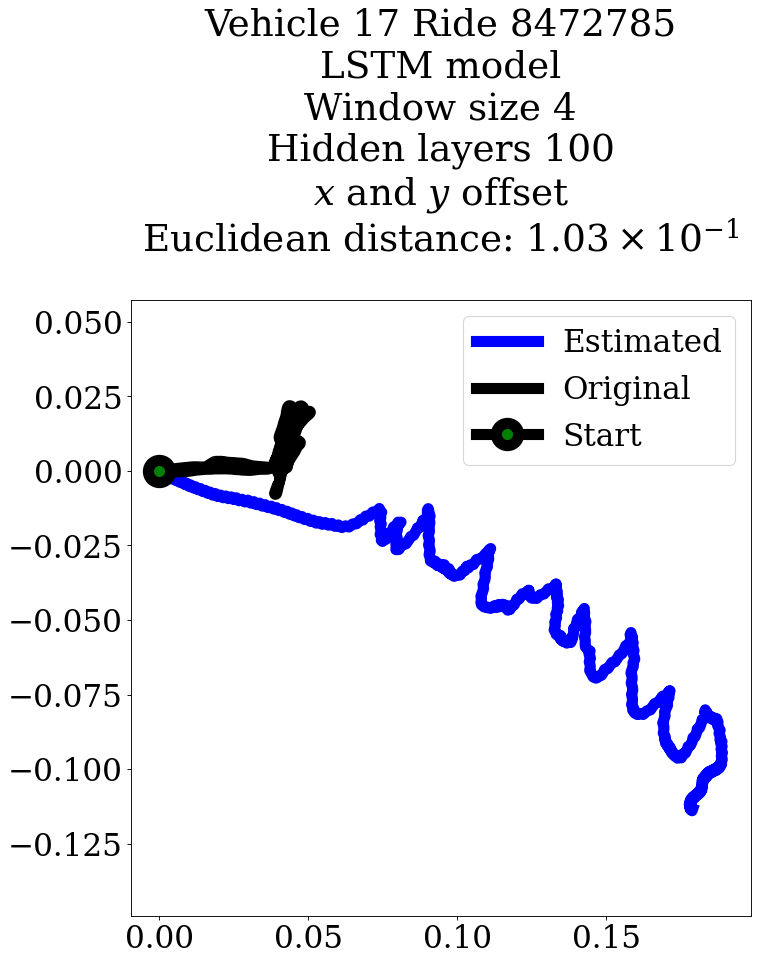 Vehicle 17 Ride 8472785
LSTM model
Window size 4
Hidden layers 100
x and y offset
Euclidean distance: 1.03 × 10⁻¹
Estimated
Original
Start
0.050
0.025
0.000
−0.025
−0.050
−0.075
−0.100
−0.125
0.00 0.05 0.10 0.15